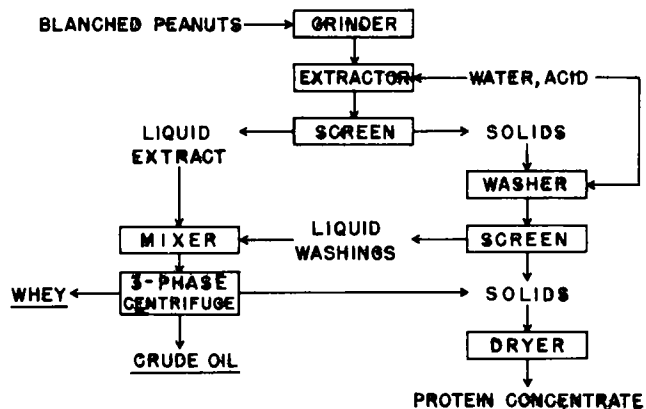 BLANCHED PEANUTS
GRINDER
EXTRACTOR
WATER, ACID
LIQUID
EXTRACT
SCREEN
SOLIDS
WASHER
MIXER
LIQUID
WASHINGS
SCREEN
WHEY
3-PHASE
CENTRIFUGE
SOLIDS
CRUDE OIL
DRYER
PROTEIN CONCENTRATE